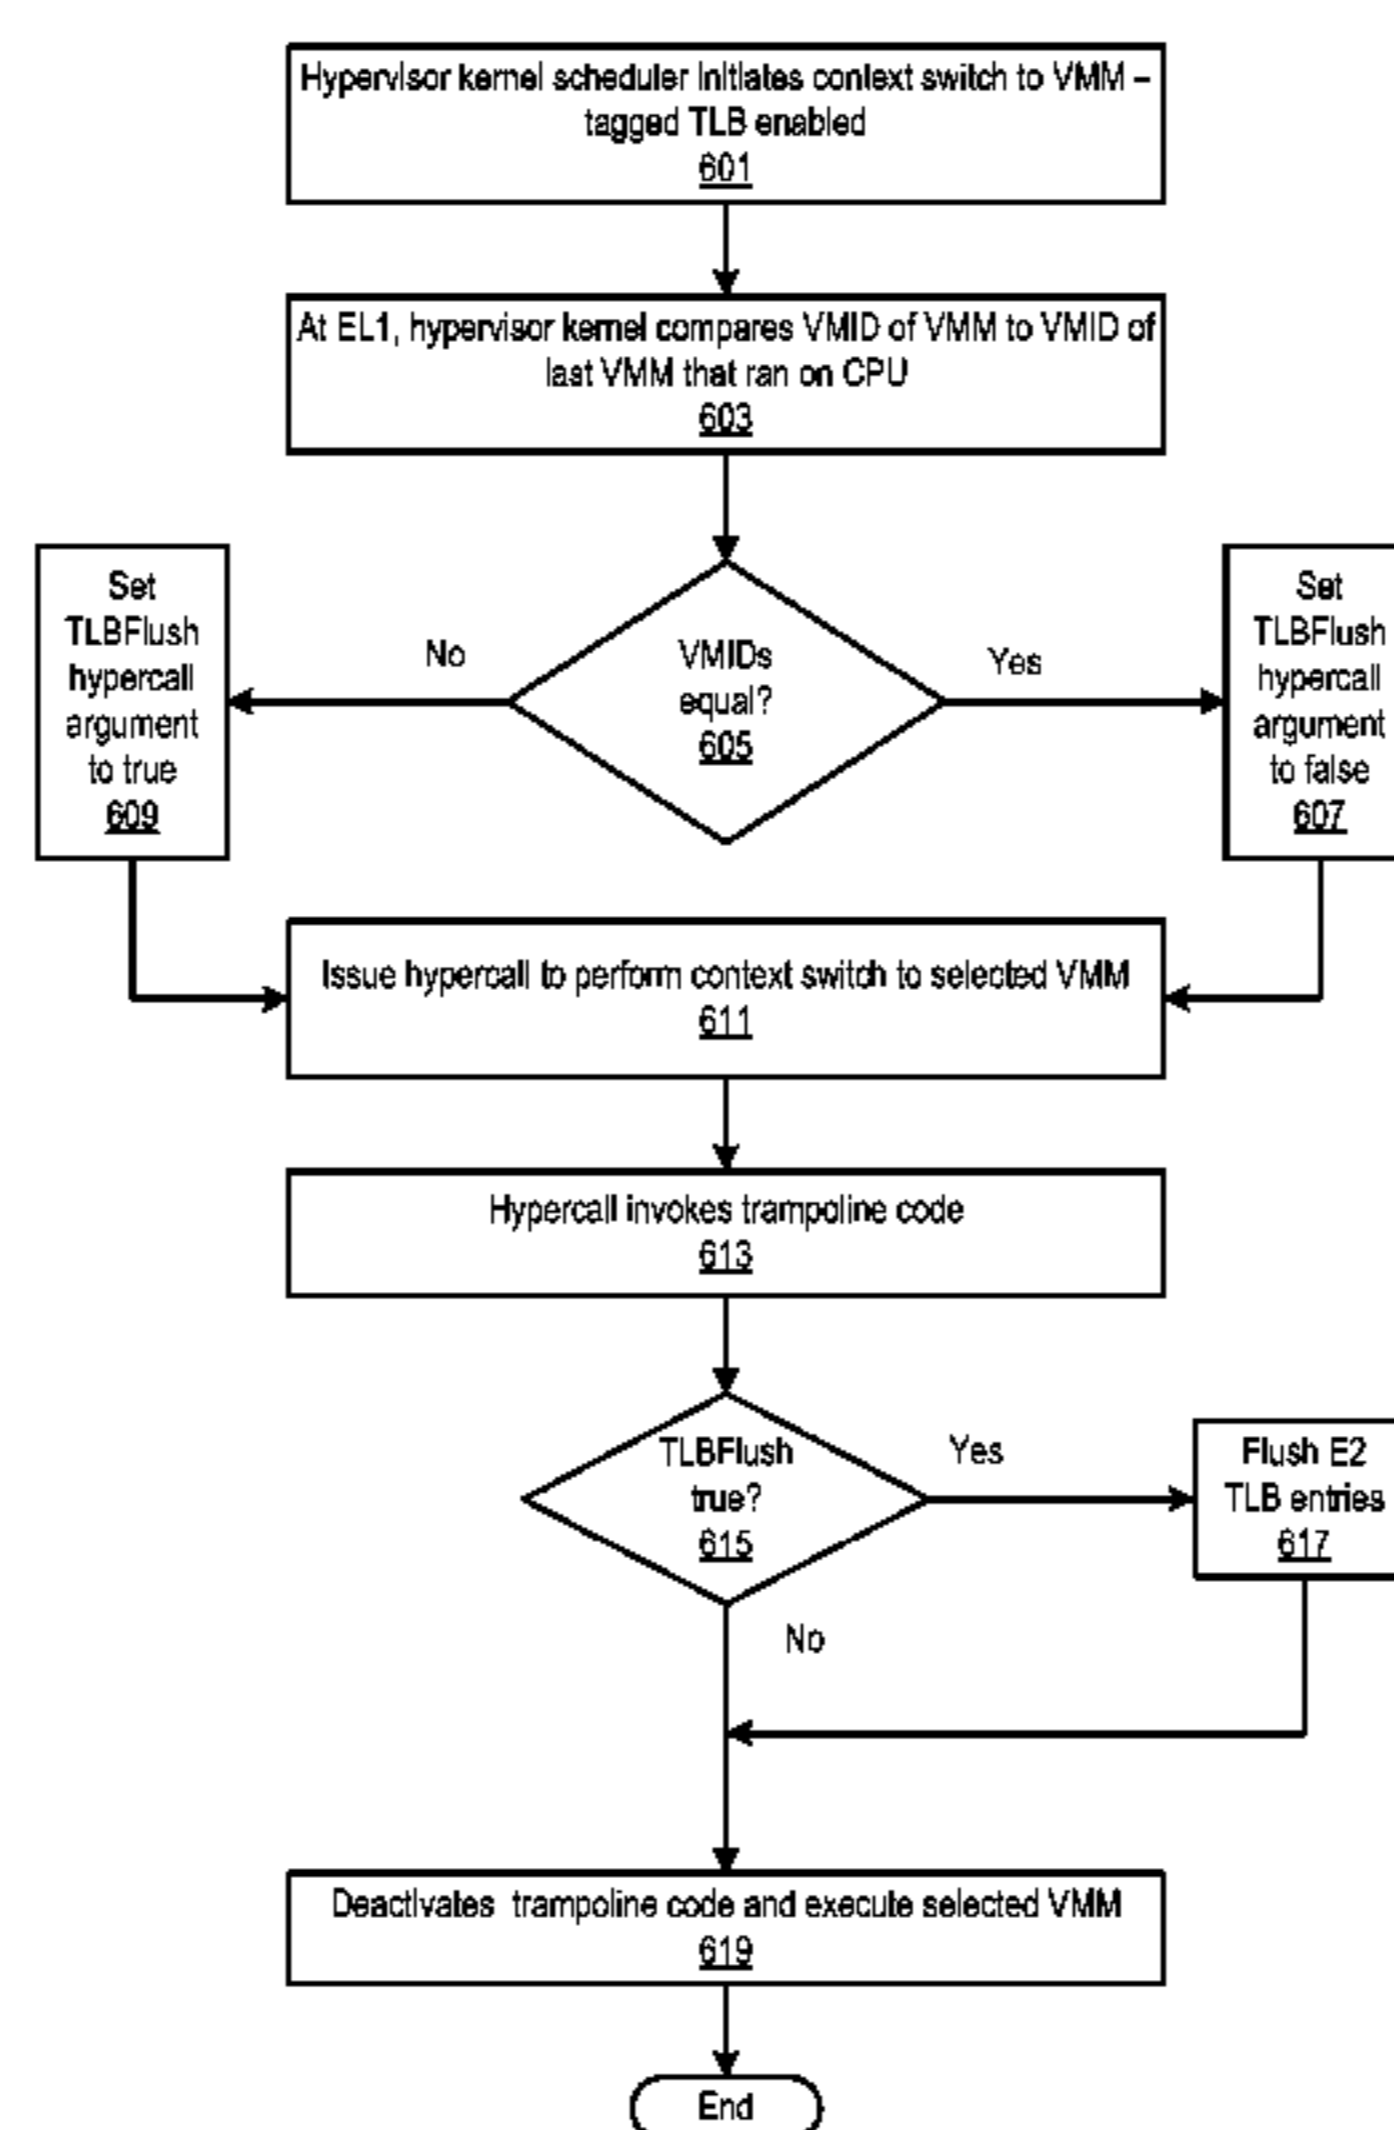 Hypervisor kernel scheduler initiates context switch to VMM –
tagged TLB enabled
601
At EL1, hypervisor kernel compares VMID of VMM to VMID of
last VMM that ran on CPU
603
VMIDs
equal?
605
No
Yes
Set
TLBFlush
hypercall
argument
to true
609
Set
TLBFlush
hypercall
argument
to false
607
Issue hypercall to perform context switch to selected VMM
611
Hypercall invokes trampoline code
613
TLBFlush
true?
615
Yes
No
Flush E2
TLB entries
617
Deactivates trampoline code and execute selected VMM
619
End